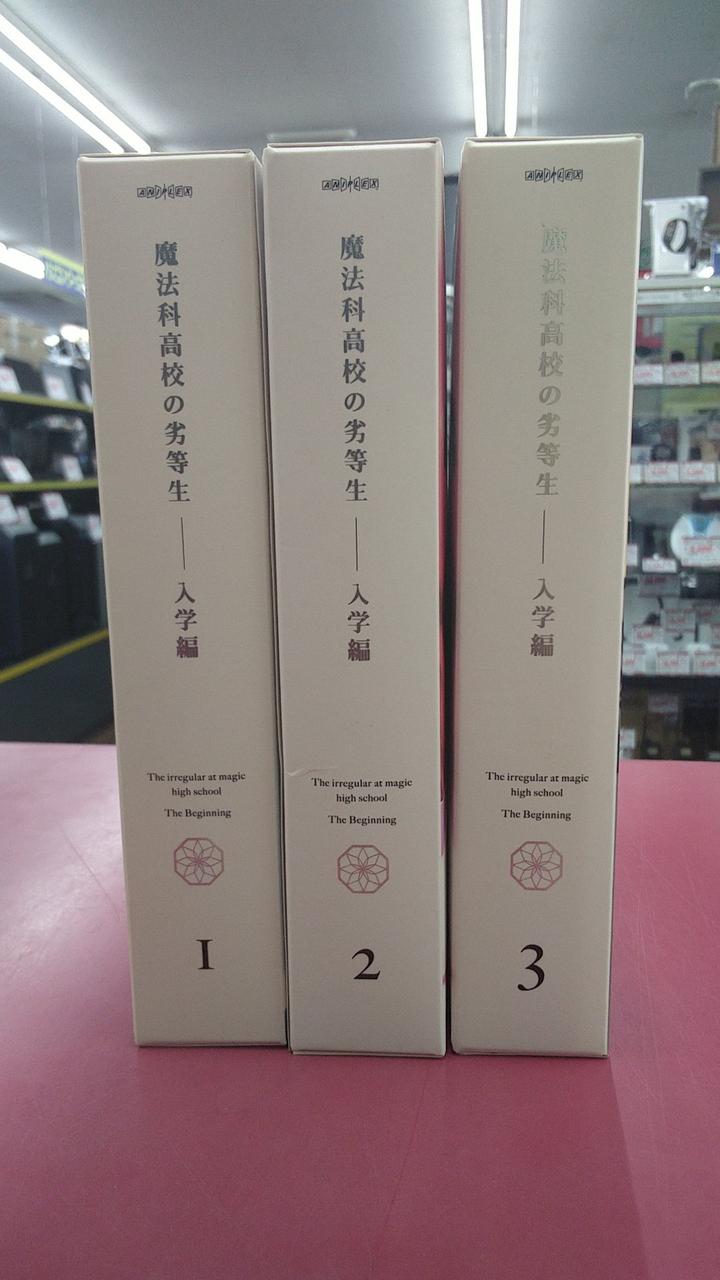 ANIPLEX
魔法科高校の劣等生
入学編
The irregular at magic
high school
The Beginning
1
ANIPLEX
魔法科高校の劣等生
入学編
The irregular at magic
high school
The Beginning
2
ANIPLEX
魔法科高校の劣等生
入学編
The irregular at magic
high school
The Beginning
3